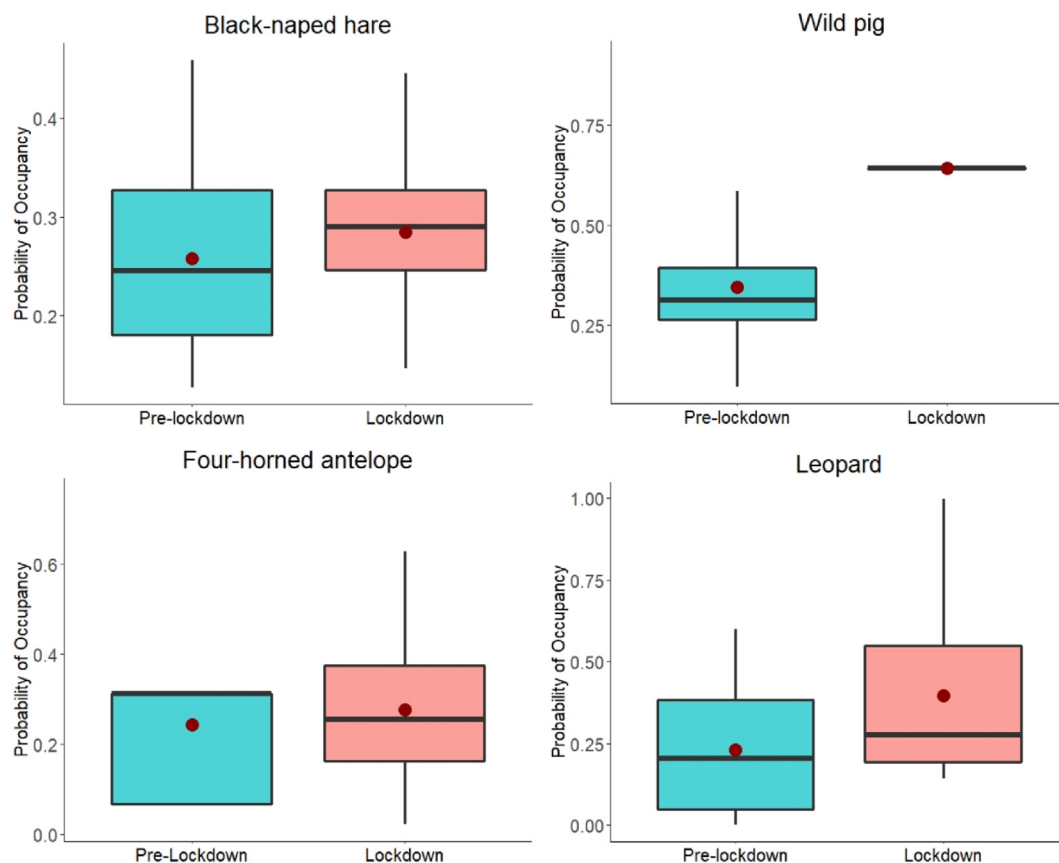 Black-naped hare
Probability of Occupancy
0.4
0.3
0.2
Pre-lockdown
Lockdown
Wild pig
Probability of Occupancy
0.75
0.50
0.25
Pre-lockdown
Lockdown
Four-horned antelope
Probability of Occupancy
0.6
0.4
0.2
0.0
Pre-Lockdown
Lockdown
Leopard
Probability of Occupancy
1.00
0.75
0.50
0.25
0.00
Pre-lockdown
Lockdown